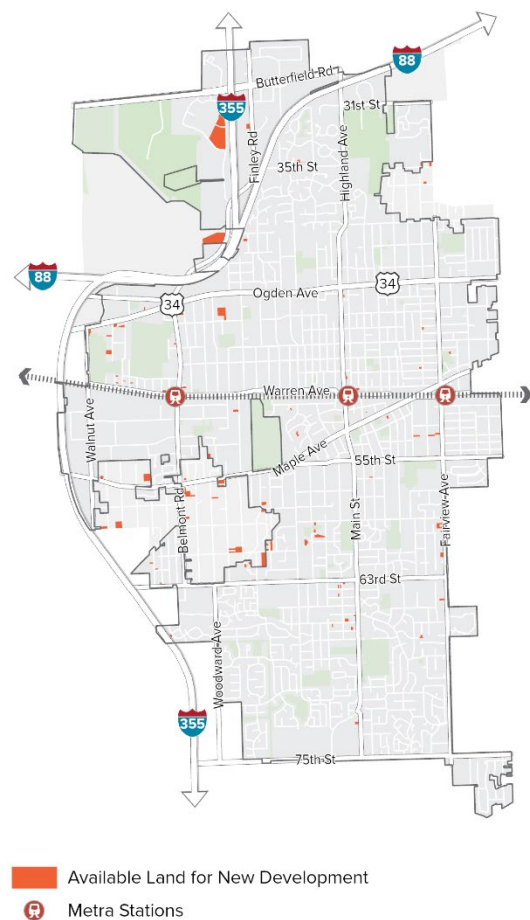 88
Butterfield Rd
355
31st St
Finley Rd
Highland Ave
35th St
88
34
Ogden Ave
34
Warren Ave
Walnut Ave
Maple Ave
55th St
Belmont Rd
Main St
Fairview Ave
63rd St
Woodward Ave
355
75th St
Available Land for New Development
Metra Stations